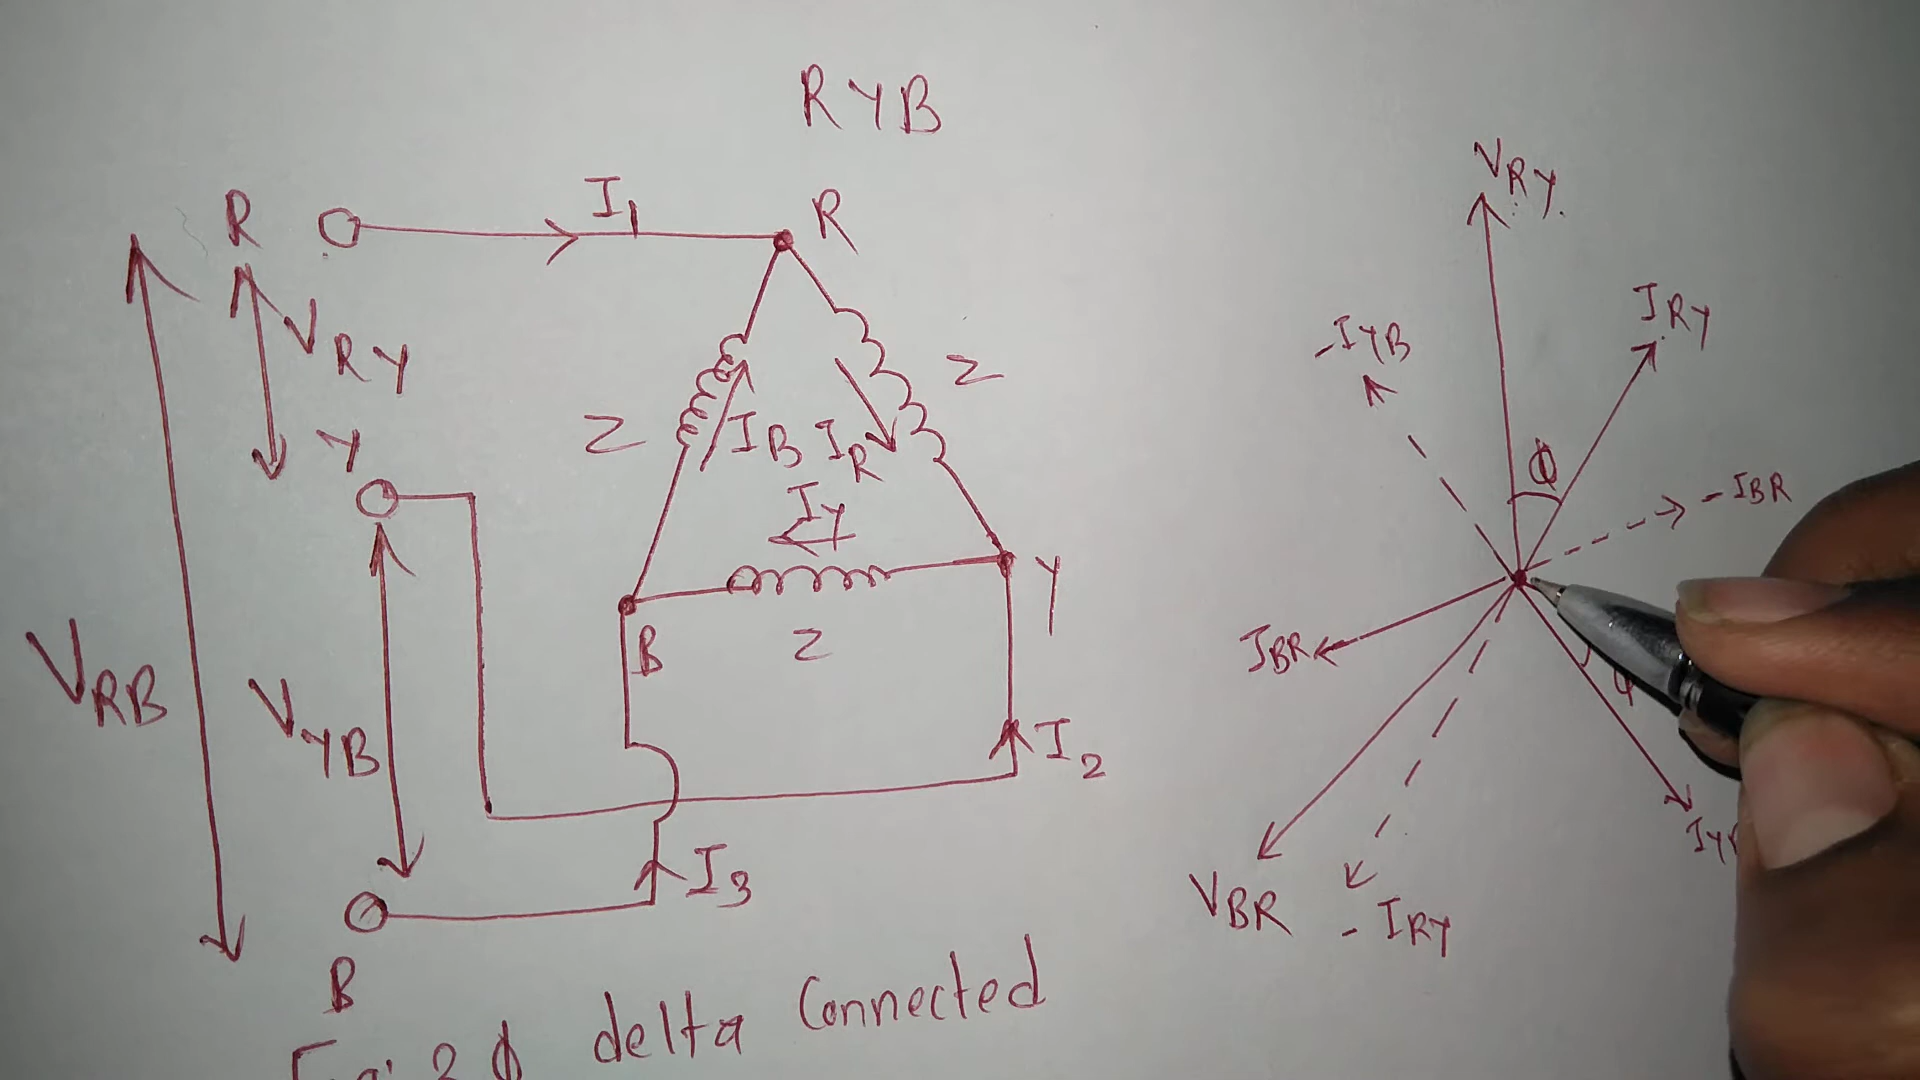 RYB
R
I1
R
VRY
Z
Z
IB
IR
Y
IY
Y
B
Z
VRB
VYB
I2
I3
B
3 ϕ delta Connected
VRY
IRY
-IYB
ϕ
-IBR
IBR
ϕ
VBR
-IRY